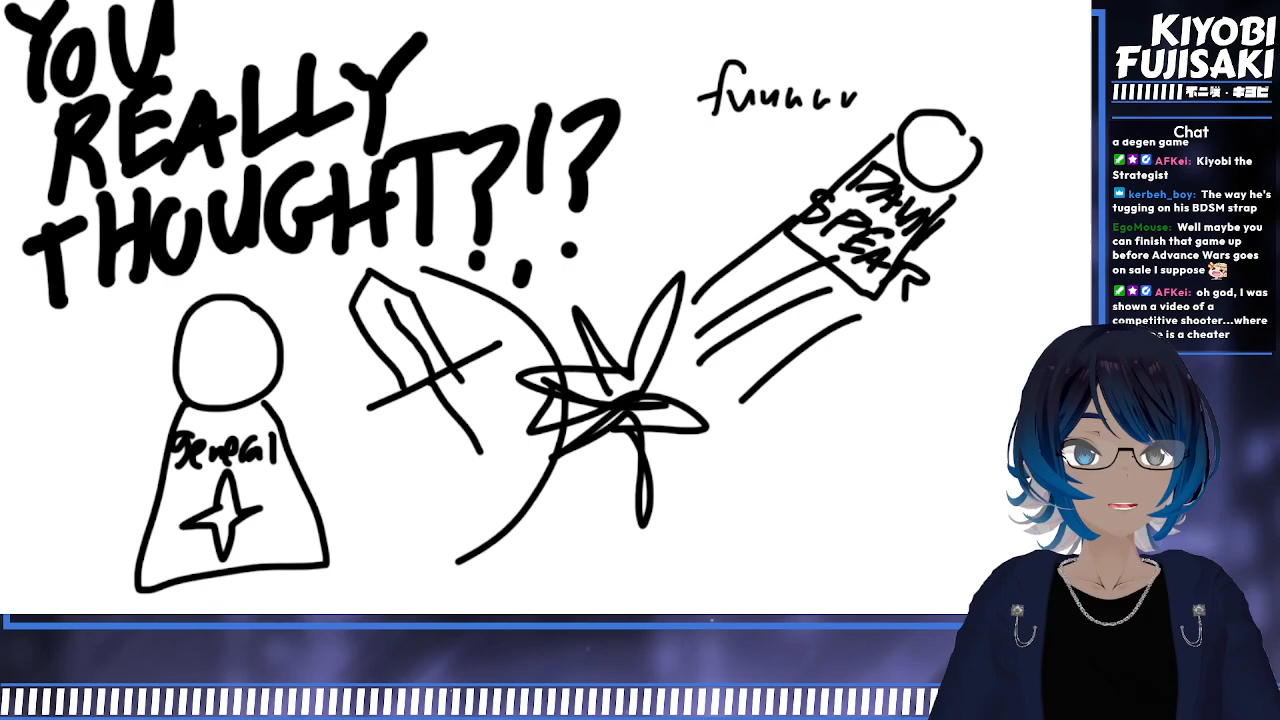 YOU
REALLY
THOUGHT?!?
fuuuuu
DAWN
SPEAR
general
KIYOBI
FUJISAKI
Chat
a degen game
AFKei: Kiyobi the
Strategist
kerbeh_boy: The way he's
tugging on his BDSM strap
EgoMouse: Well maybe you
can finish that game up
before Advance Wars goes
on sale I suppose
AFKei: oh god, I was
shown a video of a
competitive shooter...where
is a cheater